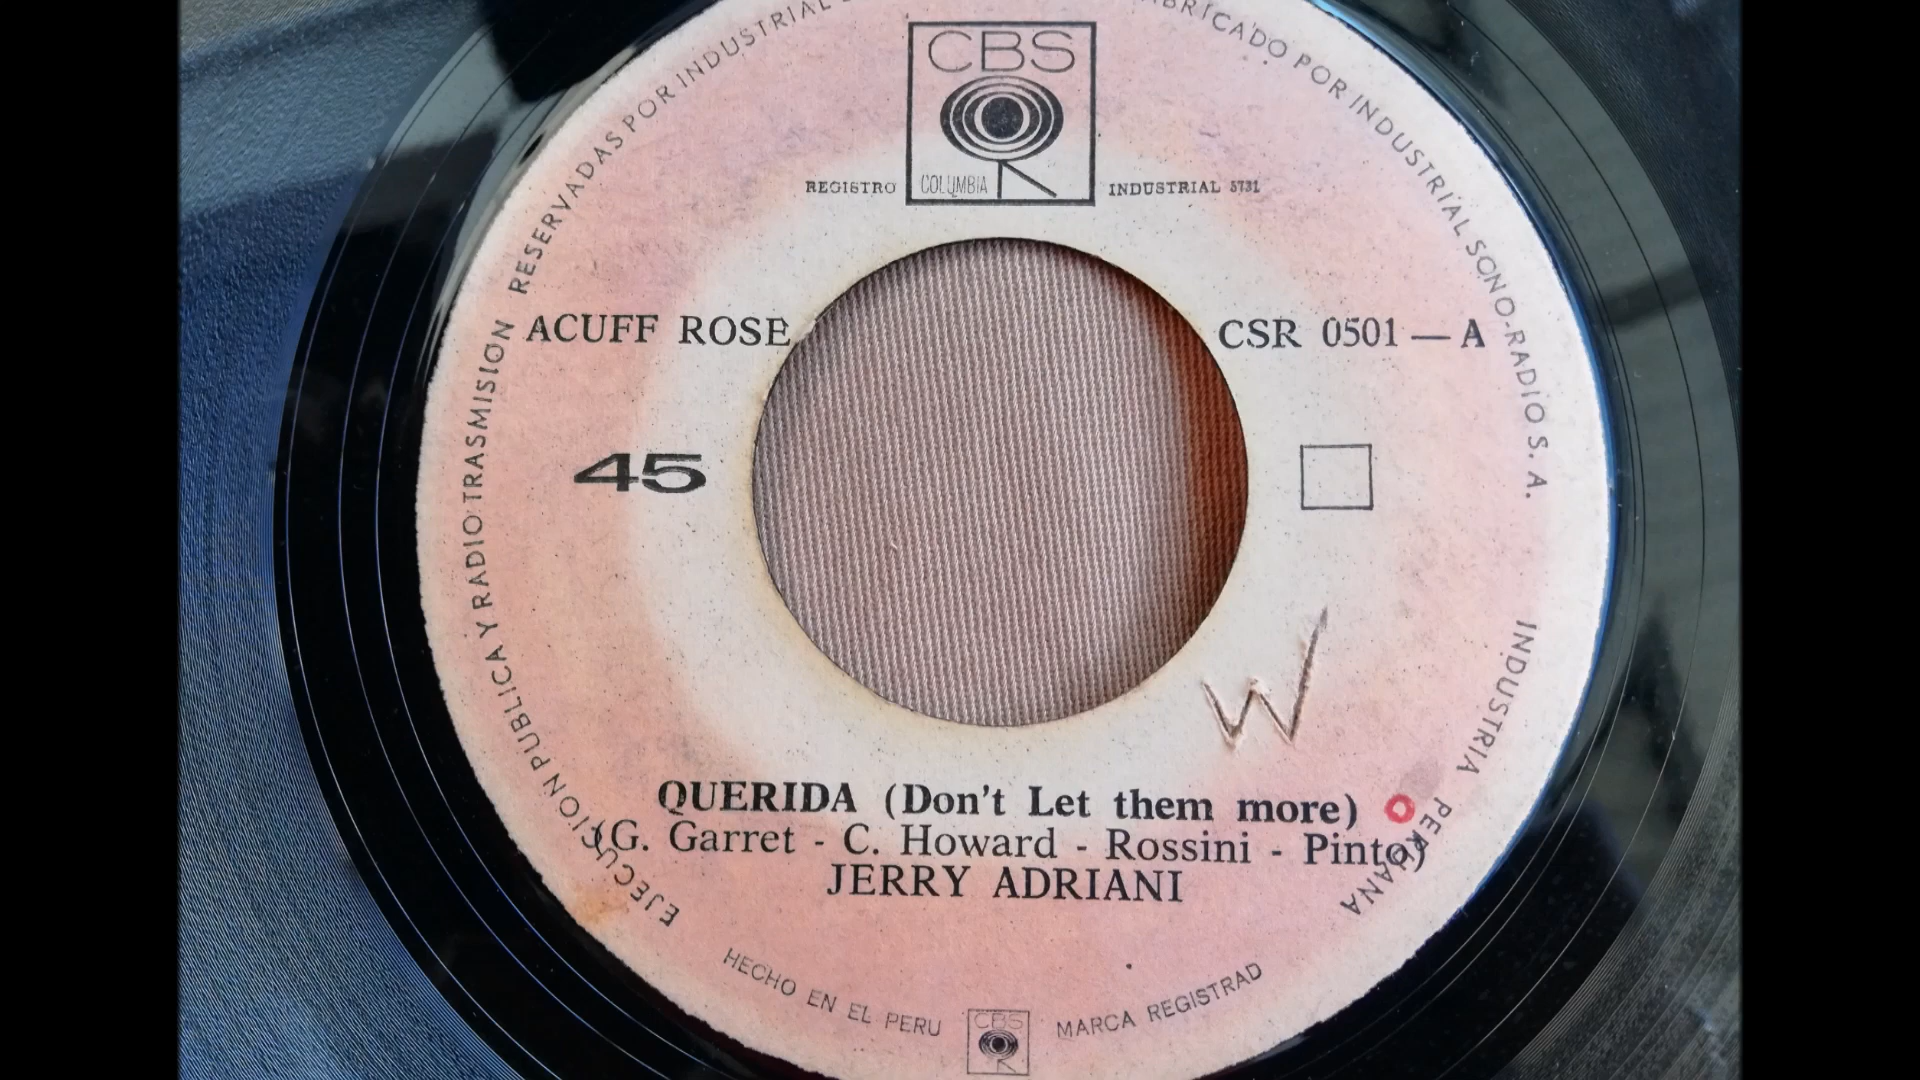 RESERVADAS POR INDUSTRIAL
FABRICADO POR INDUSTRIAL SONO-RADIO S. A.
CBS
COLUMBIA
REGISTRO
INDUSTRIAL 5731
ACUFF ROSE
CSR 0501 — A
45
W
QUERIDA (Don't Let them more)
(G. Garret - C. Howard - Rossini - Pinto)
JERRY ADRIANI
EJECUCION PUBLICA Y RADIO TRASMISION
INDUSTRIA PERUANA
HECHO EN EL PERU
CBS
MARCA REGISTRAD